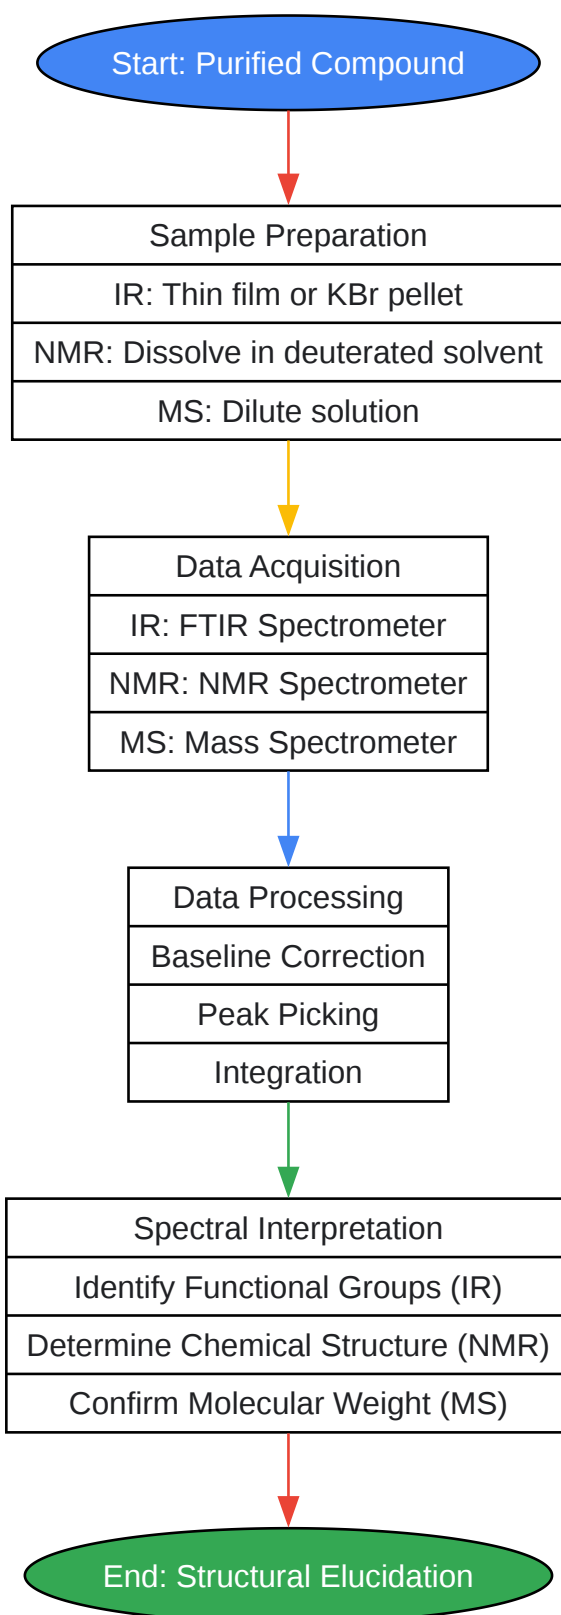 Start: Purified Compound
Sample Preparation
IR: Thin film or KBr pellet
NMR: Dissolve in deuterated solvent
MS: Dilute solution
Data Acquisition
IR: FTIR Spectrometer
NMR: NMR Spectrometer
MS: Mass Spectrometer
Data Processing
Baseline Correction
Peak Picking
Integration
Spectral Interpretation
Identify Functional Groups (IR)
Determine Chemical Structure (NMR)
Confirm Molecular Weight (MS)
End: Structural Elucidation